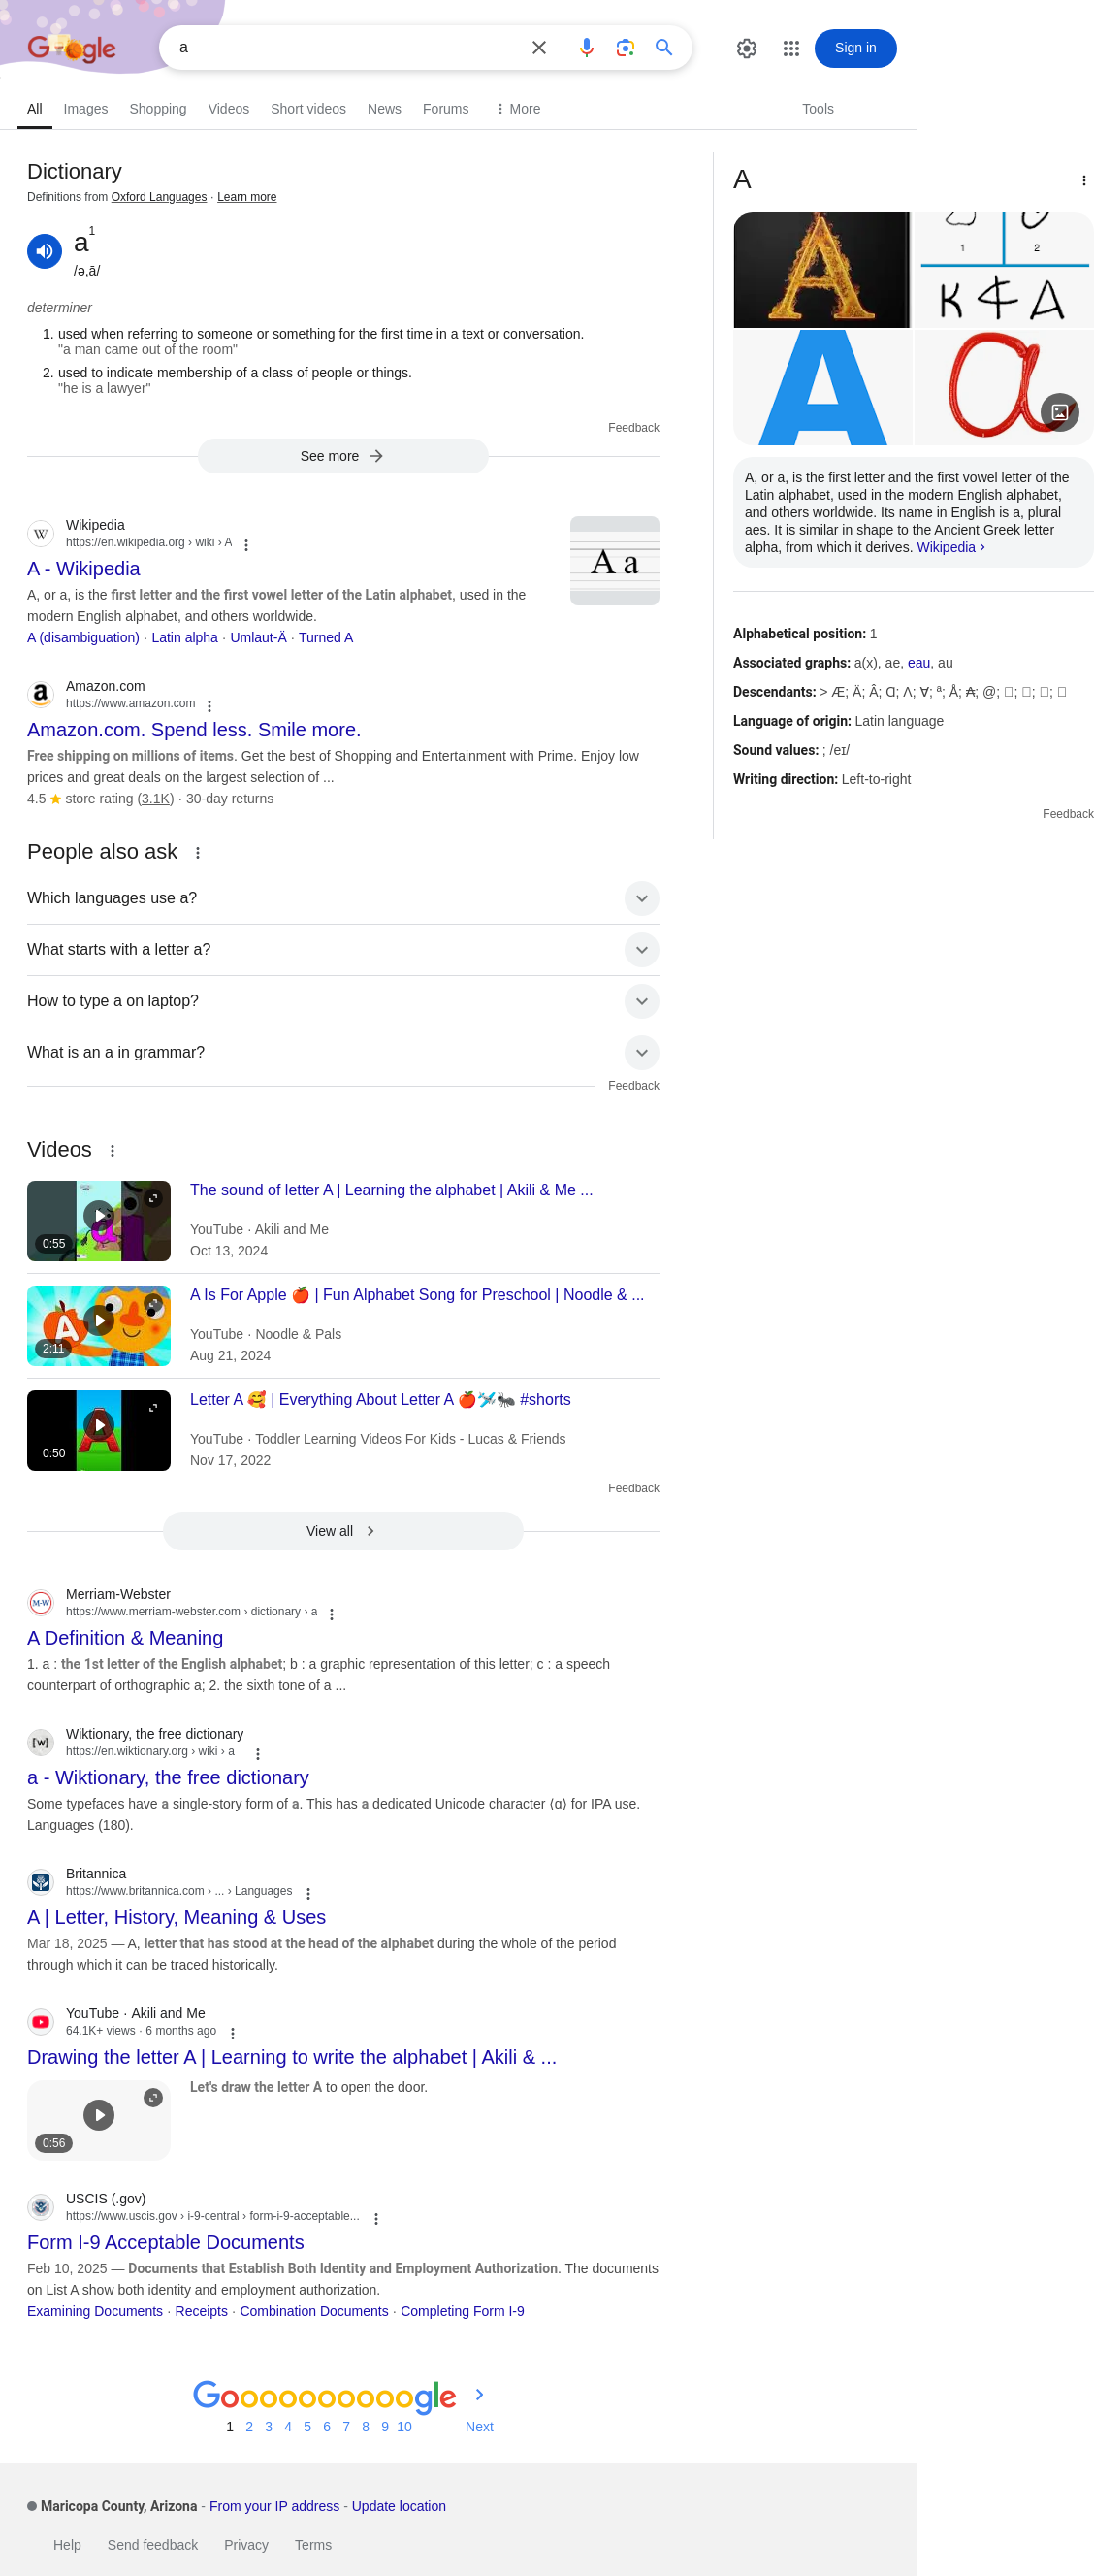 Google
a
Sign in
All
Images
Shopping
Videos
Short videos
News
Forums
More
Tools
Dictionary
Definitions from Oxford Languages · Learn more
a1
/ə,ā/
determiner
1. used when referring to someone or something for the first time in a text or conversation.
"a man came out of the room"
2. used to indicate membership of a class of people or things.
"he is a lawyer"
Feedback
See more
Wikipedia
https://en.wikipedia.org › wiki › A
A - Wikipedia
A, or a, is the first letter and the first vowel letter of the Latin alphabet, used in the
modern English alphabet, and others worldwide.
A (disambiguation) · Latin alpha · Umlaut-Ä · Turned A
A a
Amazon.com
https://www.amazon.com
Amazon.com. Spend less. Smile more.
Free shipping on millions of items. Get the best of Shopping and Entertainment with Prime. Enjoy low
prices and great deals on the largest selection of ...
4.5 ★ store rating (3.1K) · 30-day returns
People also ask
Which languages use a?
What starts with a letter a?
How to type a on laptop?
What is an a in grammar?
Feedback
Videos
The sound of letter A | Learning the alphabet | Akili & Me ...
YouTube · Akili and Me
Oct 13, 2024
0:55
A Is For Apple 🍎 | Fun Alphabet Song for Preschool | Noodle & ...
YouTube · Noodle & Pals
Aug 21, 2024
A
2:11
Letter A 🥰 | Everything About Letter A 🍎🛩️🐜 #shorts
YouTube · Toddler Learning Videos For Kids - Lucas & Friends
Nov 17, 2022
A
0:50
Feedback
View all
M-W
Merriam-Webster
https://www.merriam-webster.com › dictionary › a
A Definition & Meaning
1. a : the 1st letter of the English alphabet; b : a graphic representation of this letter; c : a speech
counterpart of orthographic a; 2. the sixth tone of a ...
[w]
Wiktionary, the free dictionary
https://en.wiktionary.org › wiki › a
a - Wiktionary, the free dictionary
Some typefaces have a single-story form of a. This has a dedicated Unicode character ⟨ɑ⟩ for IPA use.
Languages (180).
Britannica
https://www.britannica.com › ... › Languages
A | Letter, History, Meaning & Uses
Mar 18, 2025 — A, letter that has stood at the head of the alphabet during the whole of the period
through which it can be traced historically.
YouTube · Akili and Me
64.1K+ views · 6 months ago
Drawing the letter A | Learning to write the alphabet | Akili & ...
Let's draw the letter A to open the door.
0:56
USCIS (.gov)
https://www.uscis.gov › i-9-central › form-i-9-acceptable...
Form I-9 Acceptable Documents
Feb 10, 2025 — Documents that Establish Both Identity and Employment Authorization. The documents
on List A show both identity and employment authorization.
Examining Documents · Receipts · Combination Documents · Completing Form I-9
Goooooooooogle
1 2 3 4 5 6 7 8 9 10 Next
A
A
1 2
A
a
A, or a, is the first letter and the first vowel letter of the
Latin alphabet, used in the modern English alphabet,
and others worldwide. Its name in English is a, plural
aes. It is similar in shape to the Ancient Greek letter
alpha, from which it derives. Wikipedia
Alphabetical position: 1
Associated graphs: a(x), ae, eau, au
Descendants: > Æ; Ä; Â; Ɑ; Ʌ; Ɐ; ª; Å; ₳; @; □; □; □; □
Language of origin: Latin language
Sound values: ; /eɪ/
Writing direction: Left-to-right
Feedback
Maricopa County, Arizona - From your IP address - Update location
Help
Send feedback
Privacy
Terms